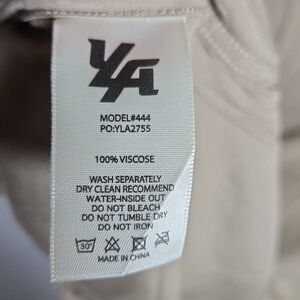 YA
MODEL#444
PO:YLA2755
100% VISCOSE
WASH SEPARATELY
DRY CLEAN RECOMMEND
WATER-INSIDE OUT
DO NOT BLEACH
DO NOT TUMBLE DRY
DO NOT IRON
30°
MADE IN CHINA